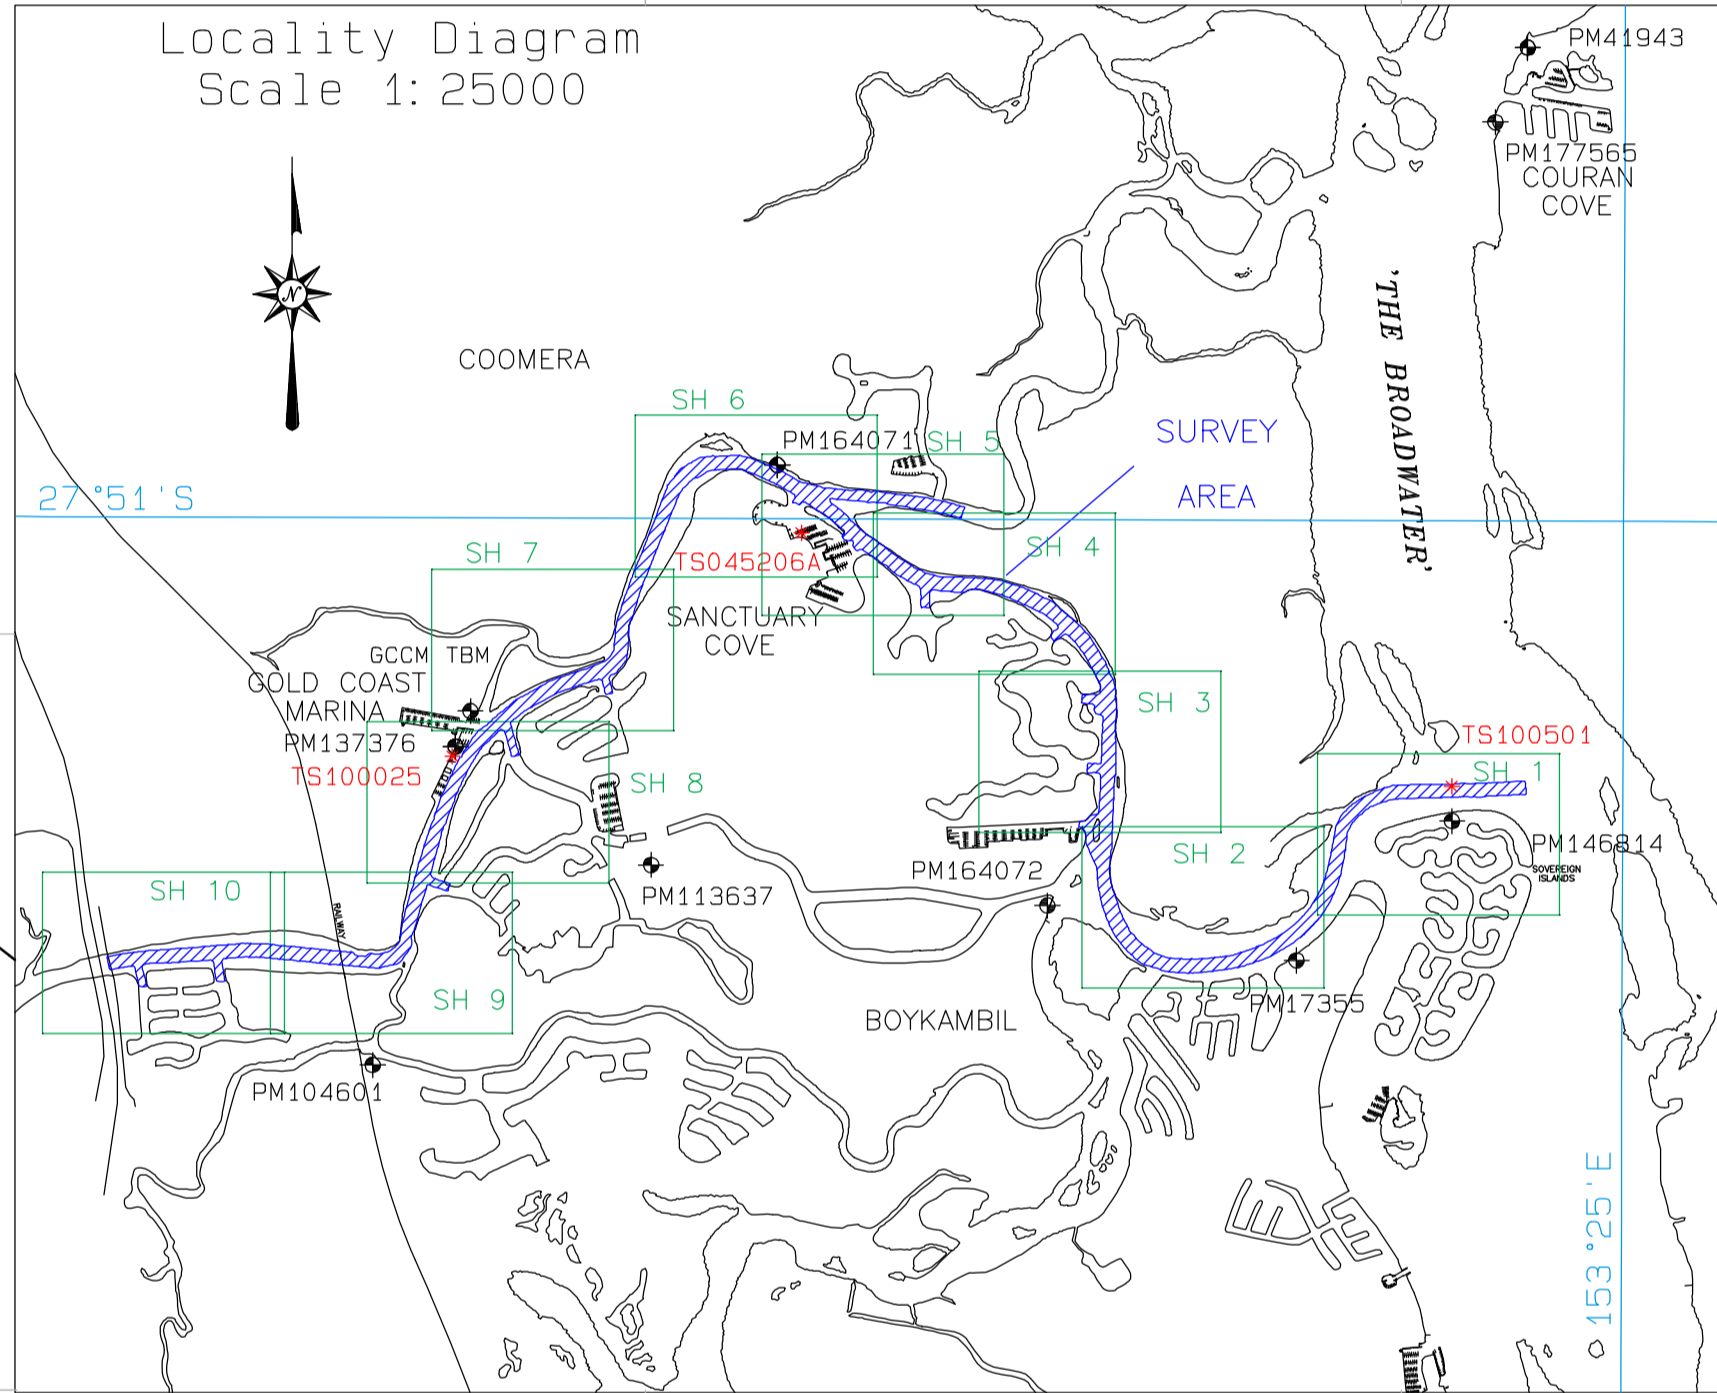 Locality Diagram
Scale 1: 25000
PM41943
PM177565
COURAN
COVE
N
'THE BROADWATER'
COOMERA
SH 6
PM164071
SH 5
SURVEY
AREA
27°51'S
SH 7
SH 4
TS045206A
SANCTUARY
COVE
GCCM TBM
GOLD COAST
MARINA
PM137376
TS100025
SH 3
TS100501
SH 1
SH 8
PM146814
SOVEREIGN
ISLANDS
SH 2
PM164072
PM113637
SH 10
RAILWAY
SH 9
PM17355
BOYKAMBIL
PM104601
153°25'E